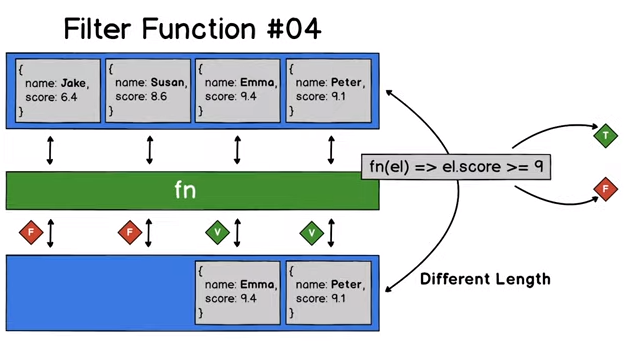 Filter Function #04
{
name: Jake,
score: 6.4
}
{
name: Susan,
score: 8.6
}
{
name: Emma,
score: 9.4
}
{
name: Peter,
score: 9.1
}
fn(el) => el.score >= 9
T
F
fn
F
F
V
V
{
name: Emma,
score: 9.4
}
{
name: Peter,
score: 9.1
}
Different Length